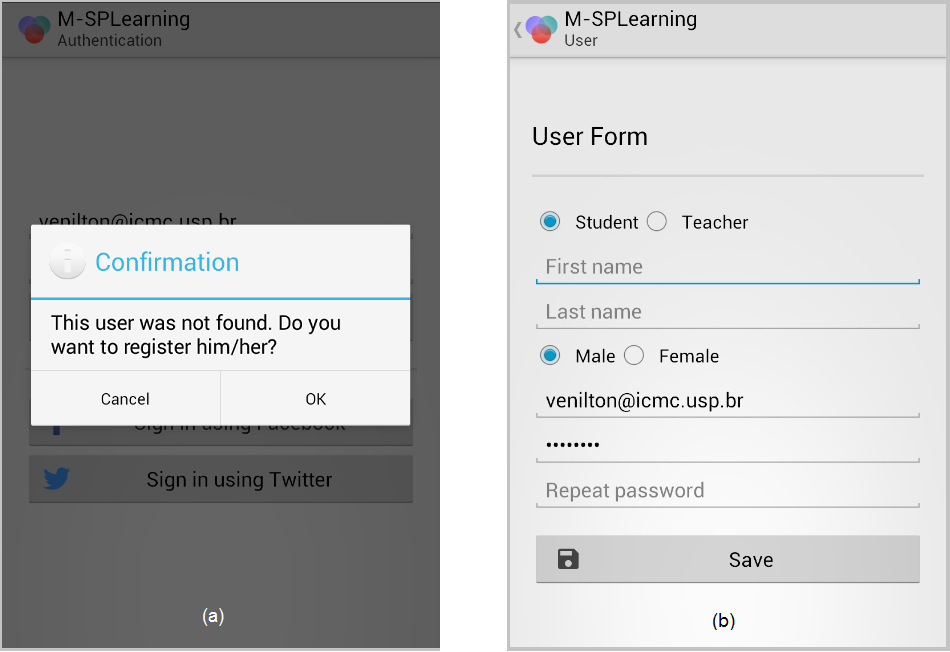 M-SPLearning
Authentication
venilton@icmc.usp.br
Confirmation
This user was not found. Do you
want to register him/her?
Cancel
OK
Sign in using Facebook
Sign in using Twitter
(a)
M-SPLearning
User
User Form
Student
Teacher
First name
Last name
Male
Female
venilton@icmc.usp.br
••••••••
Repeat password
Save
(b)